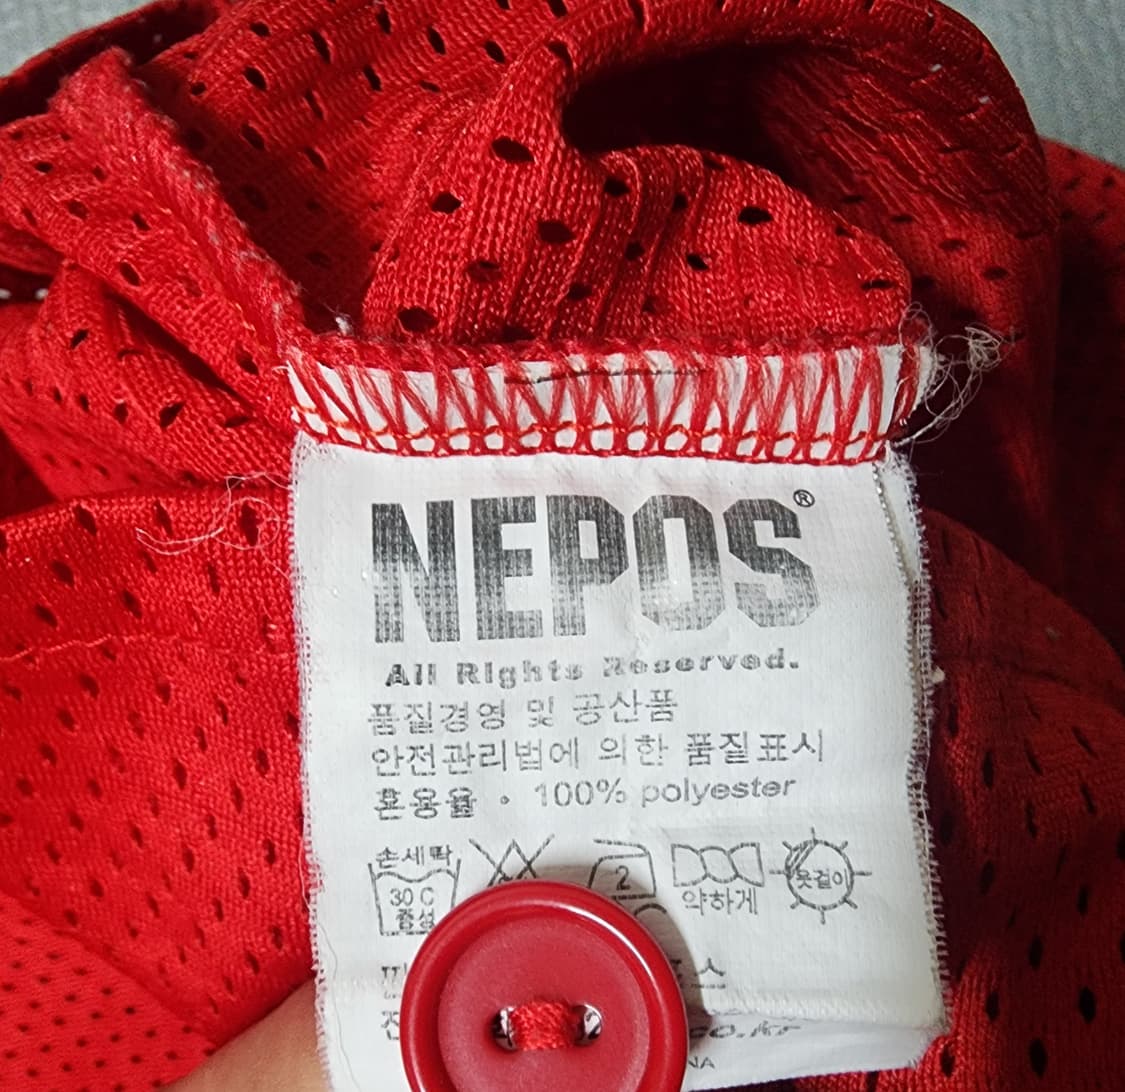 NEPOS®
All Rights Reserved.
품질경영 및 공산품
안전관리법에 의한 품질표시
혼용율 · 100% polyester
손세탁
30 C
중성
2
약하게
옷걸이
.co.kr